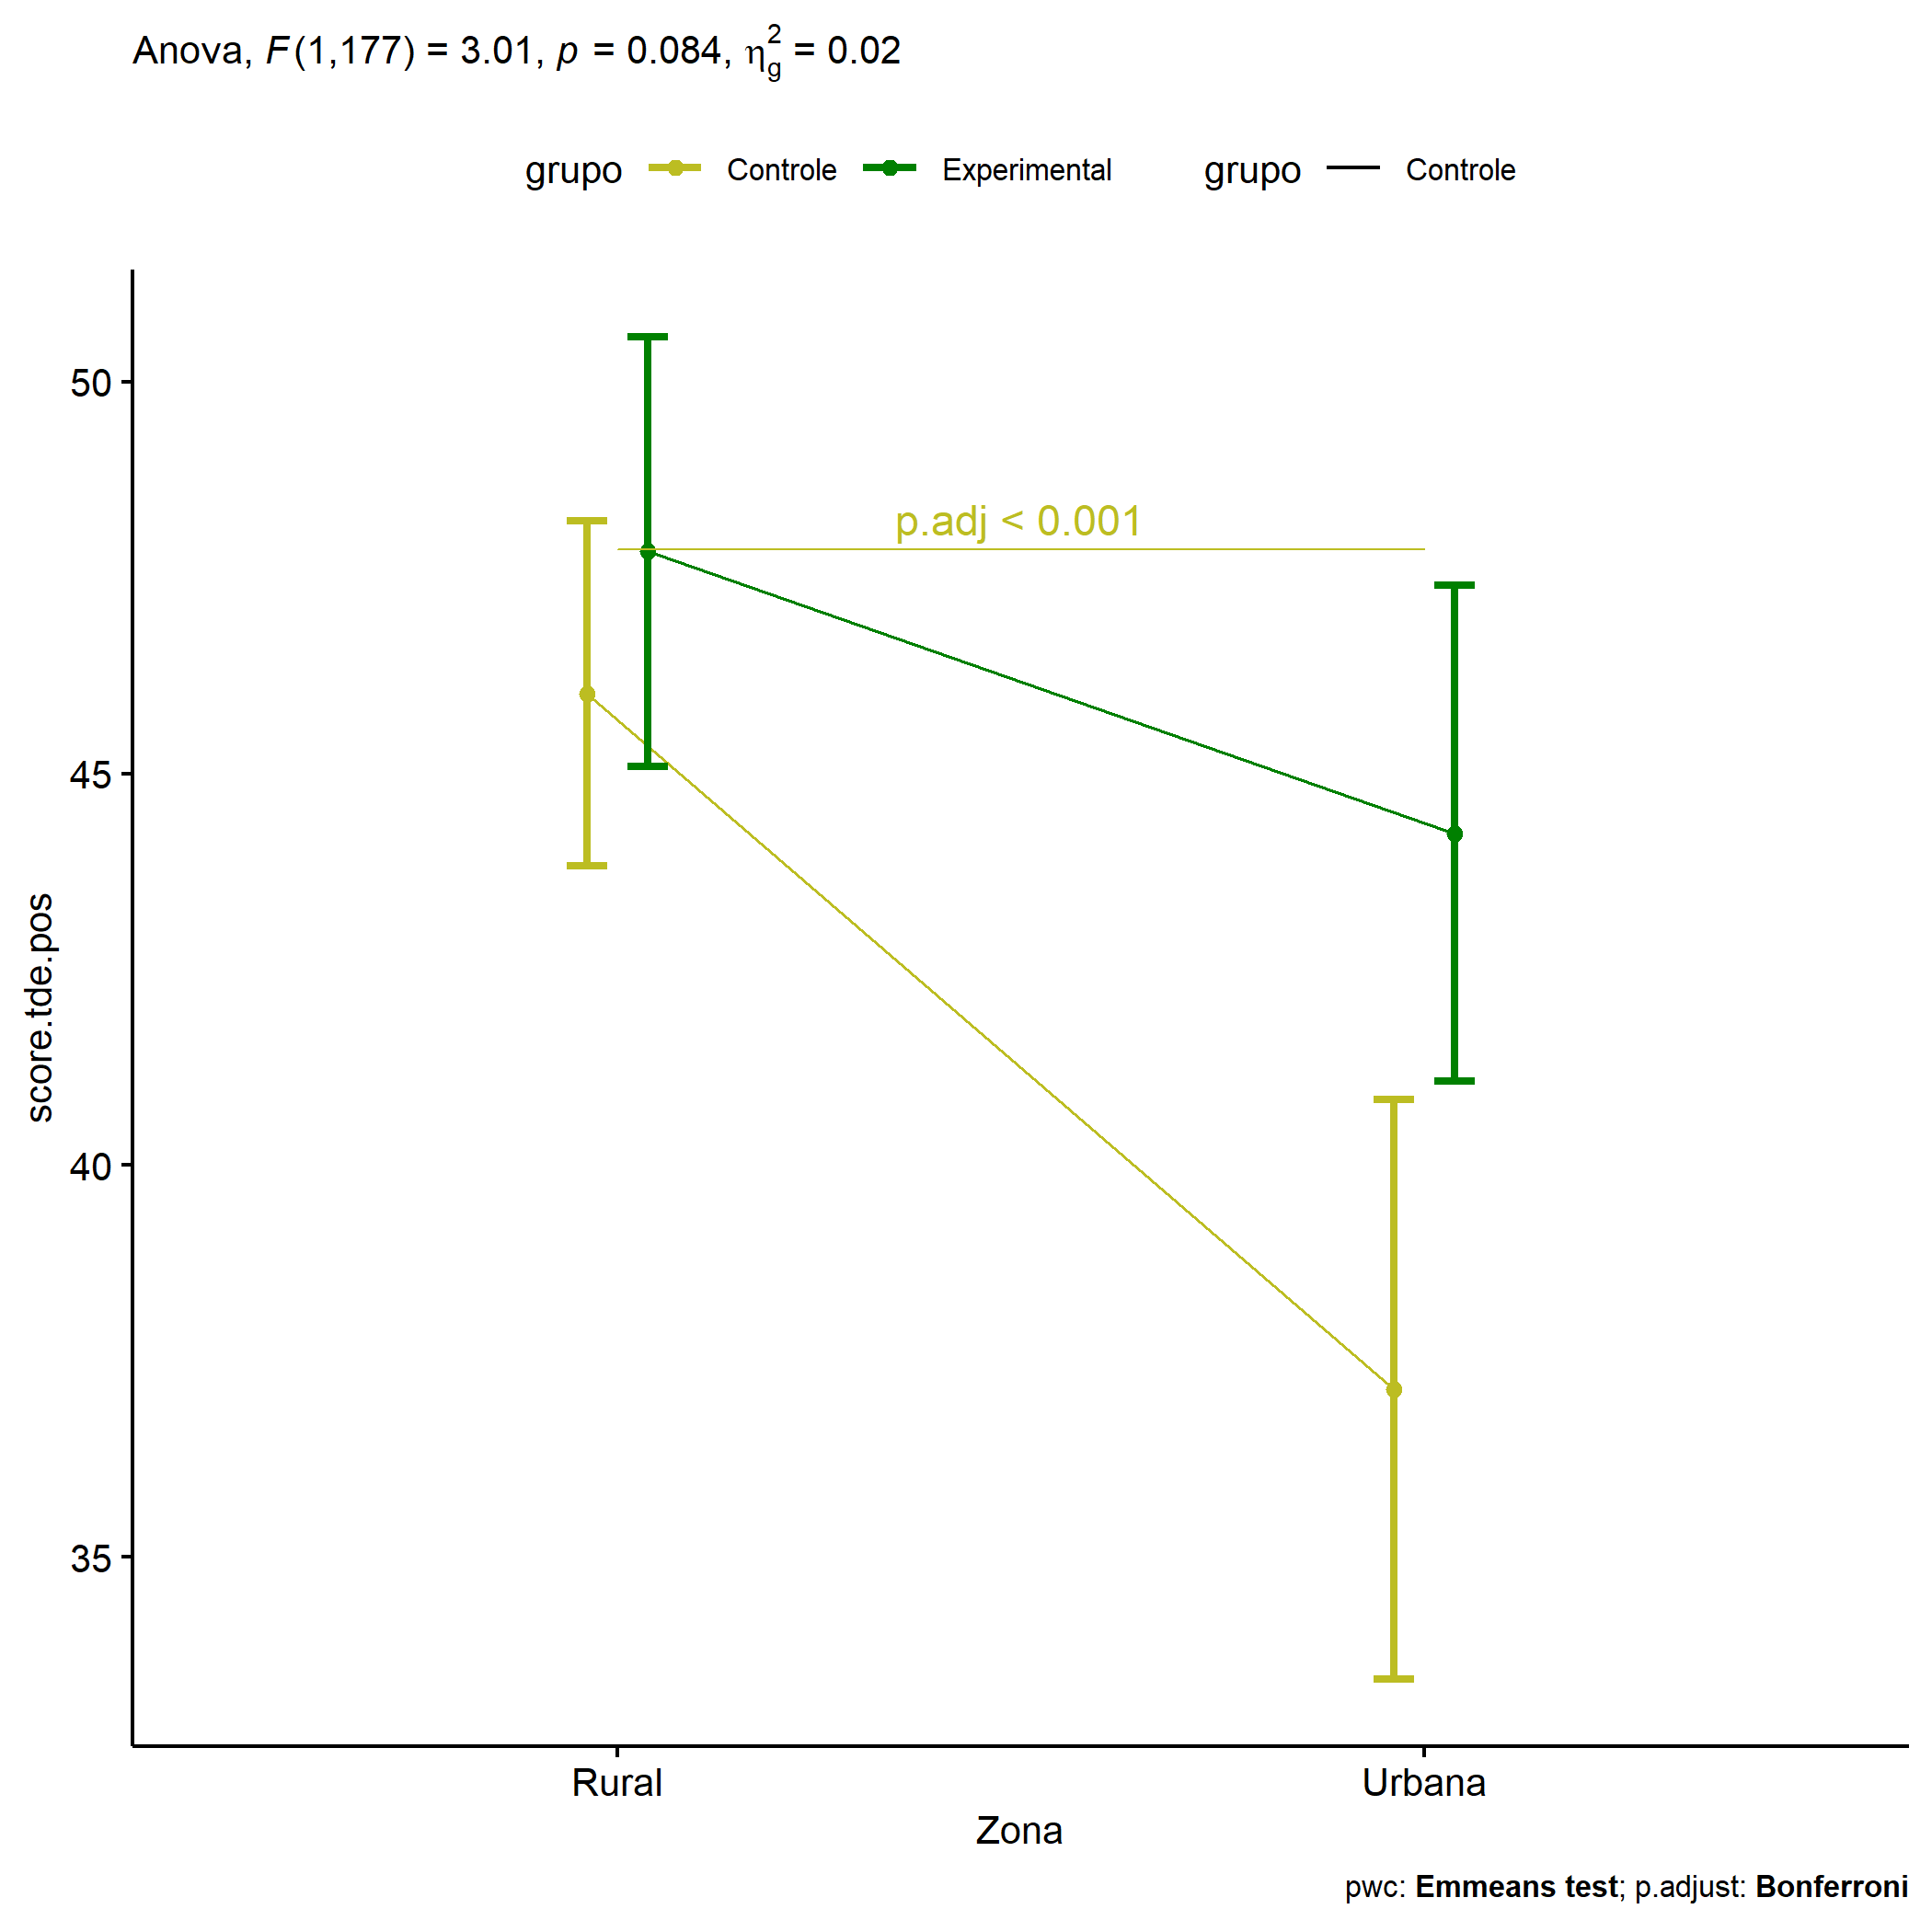 Anova, F(1,177) = 3.01, p = 0.084, η²g = 0.02
grupo Controle Experimental grupo Controle
50
45
40
35
score.tde.pos
p.adj < 0.001
Rural Urbana
Zona
pwc: Emmeans test; p.adjust: Bonferroni